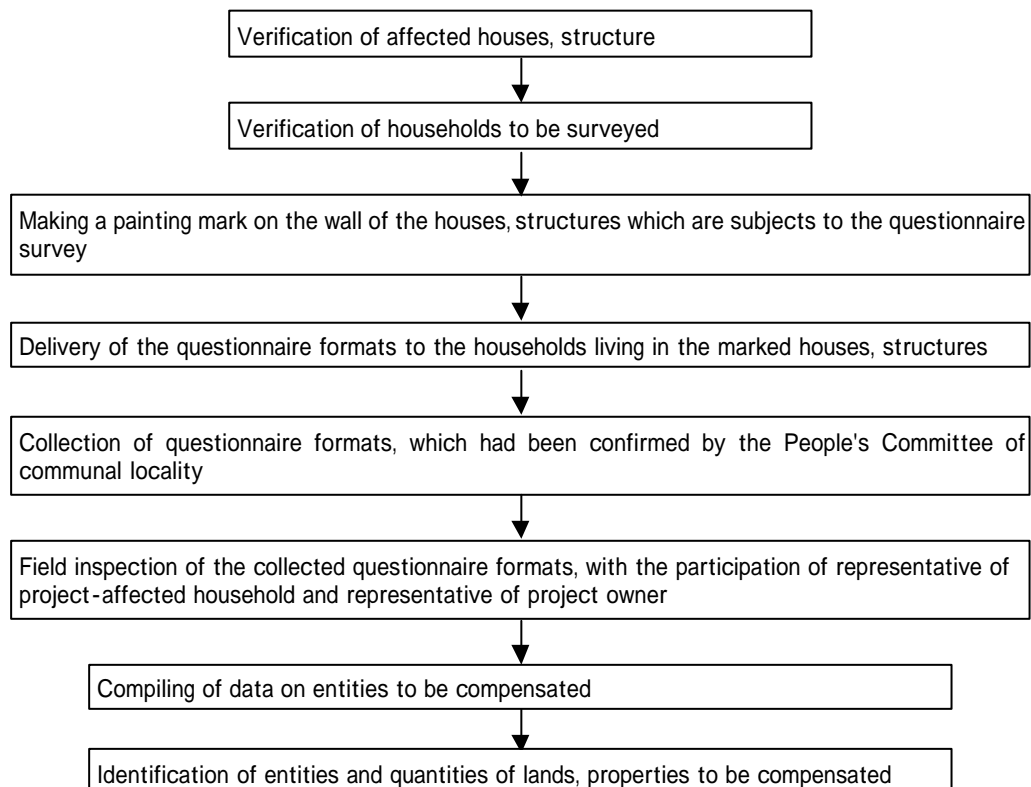 Verification of affected houses, structure
Verification of households to be surveyed
Making a painting mark on the wall of the houses, structures which are subjects to the questionnaire
survey
Delivery of the questionnaire formats to the households living in the marked houses, structures
Collection of questionnaire formats, which had been confirmed by the People's Committee of
communal locality
Field inspection of the collected questionnaire formats, with the participation of representative of
project-affected household and representative of project owner
Compiling of data on entities to be compensated
Identification of entities and quantities of lands, properties to be compensated